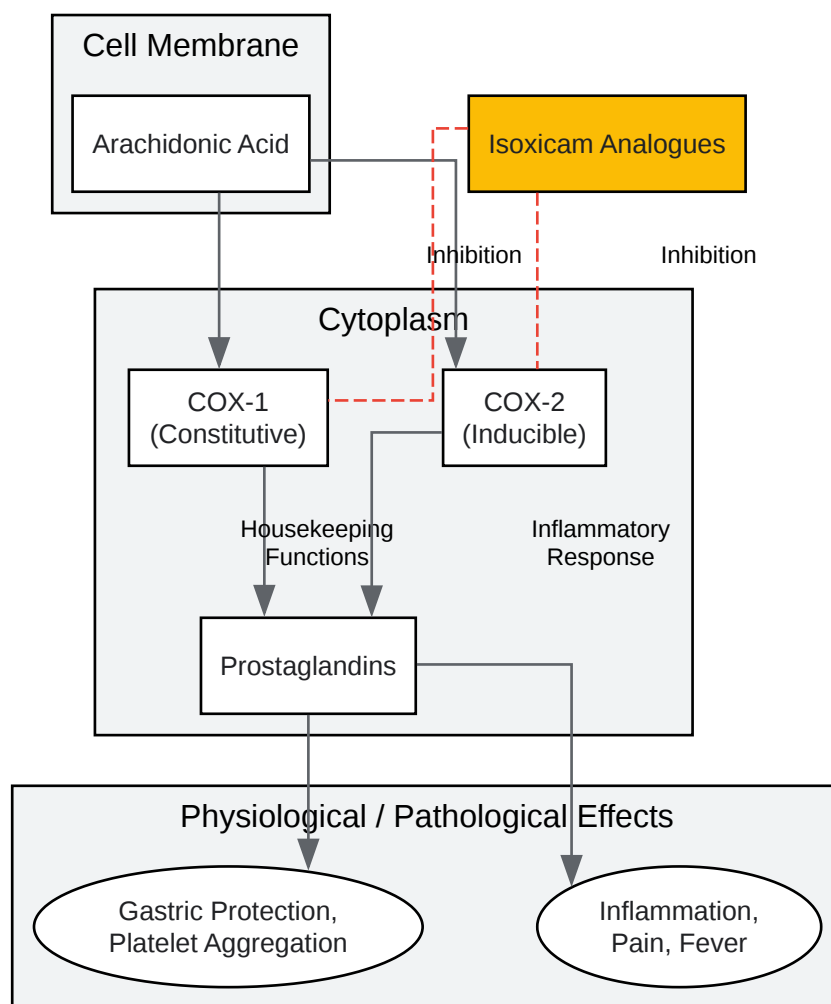 Cell Membrane
Arachidonic Acid
Isoxicam Analogues
Inhibition
Inhibition
Cytoplasm
COX-1
(Constitutive)
COX-2
(Inducible)
Housekeeping
Functions
Inflammatory
Response
Prostaglandins
Physiological / Pathological Effects
Gastric Protection,
Platelet Aggregation
Inflammation,
Pain, Fever